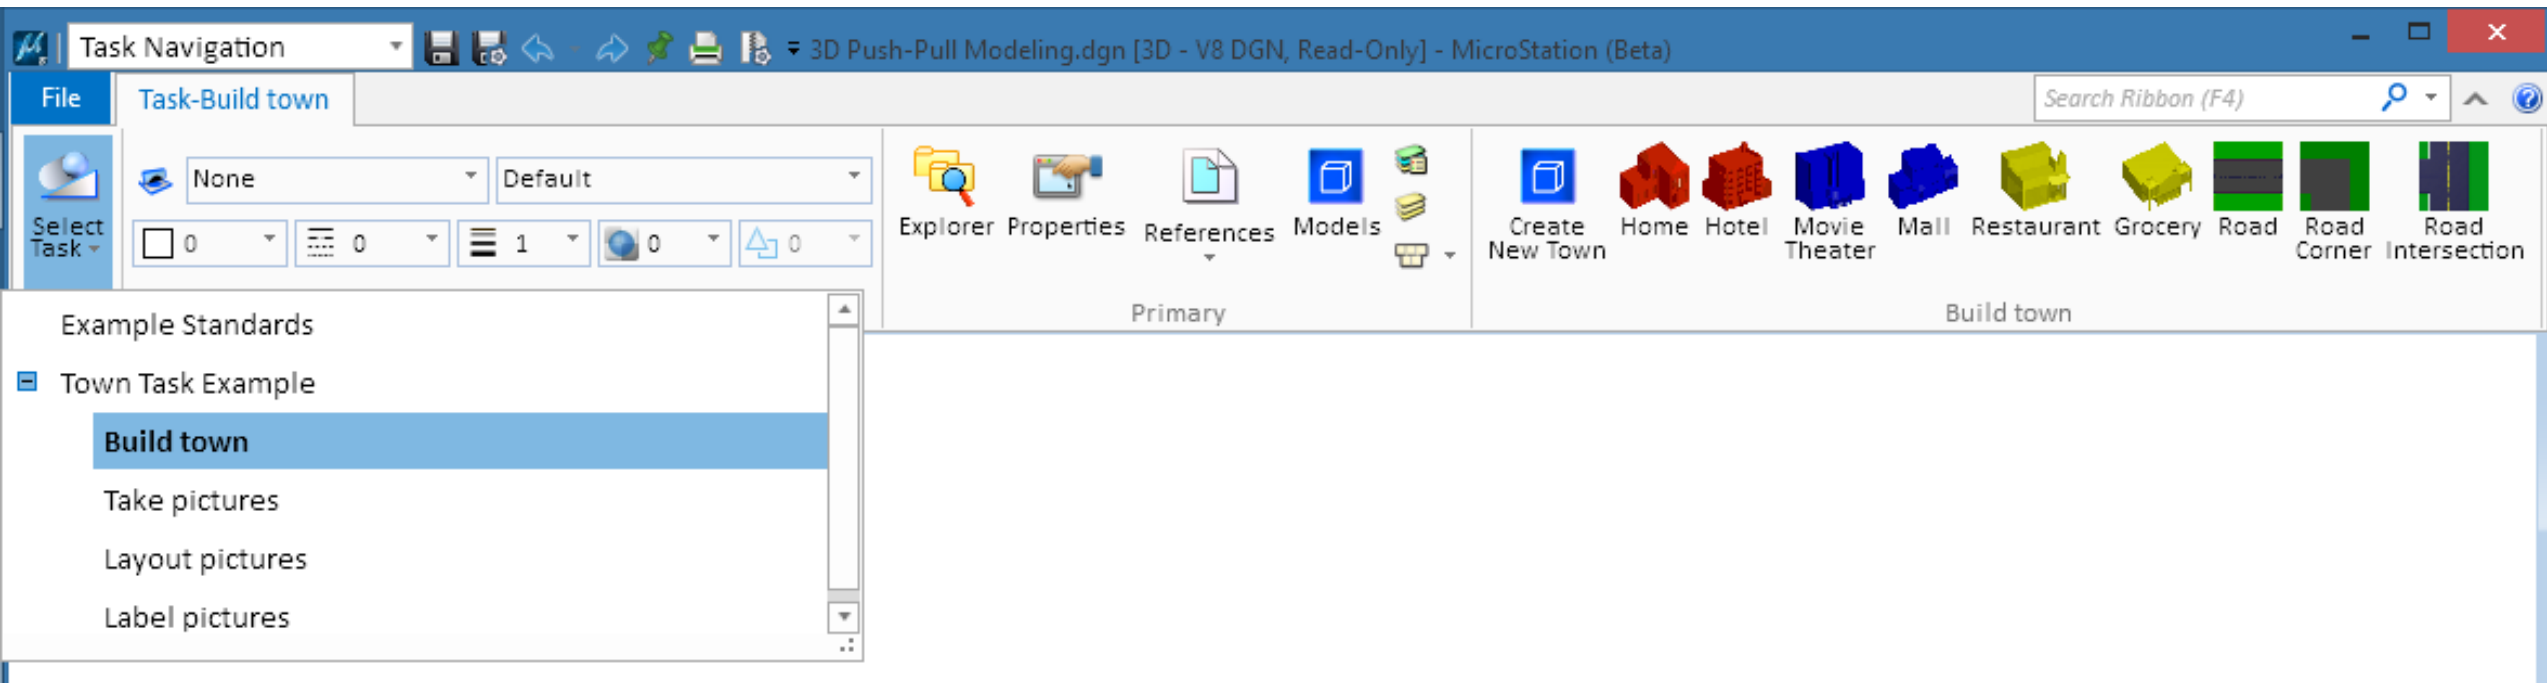 Task Navigation
3D Push-Pull Modeling.dgn [3D - V8 DGN, Read-Only] - MicroStation (Beta)
File
Task-Build town
Search Ribbon (F4)
Select
Task
None
Default
0
0
1
0
0
Explorer
Properties
References
Models
Primary
Create
New Town
Home
Hotel
Movie
Theater
Mall
Restaurant
Grocery
Road
Road
Corner
Road
Intersection
Build town
Example Standards
Town Task Example
Build town
Take pictures
Layout pictures
Label pictures